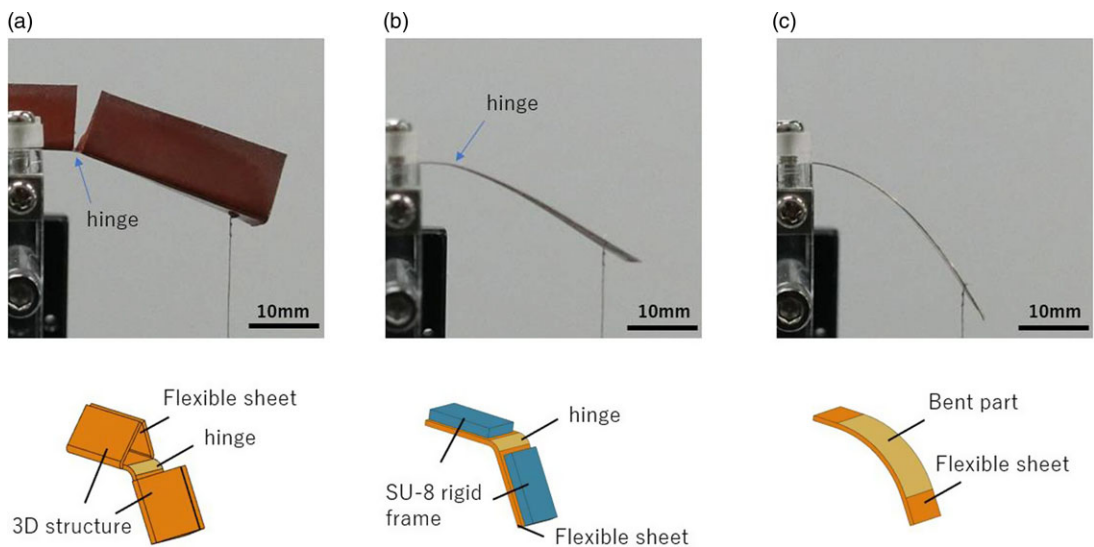 (a)
(b)
(c)
hinge
10mm
hinge
10mm
10mm
Flexible sheet
hinge
3D structure
hinge
SU-8 rigid
frame
Flexible sheet
Bent part
Flexible sheet